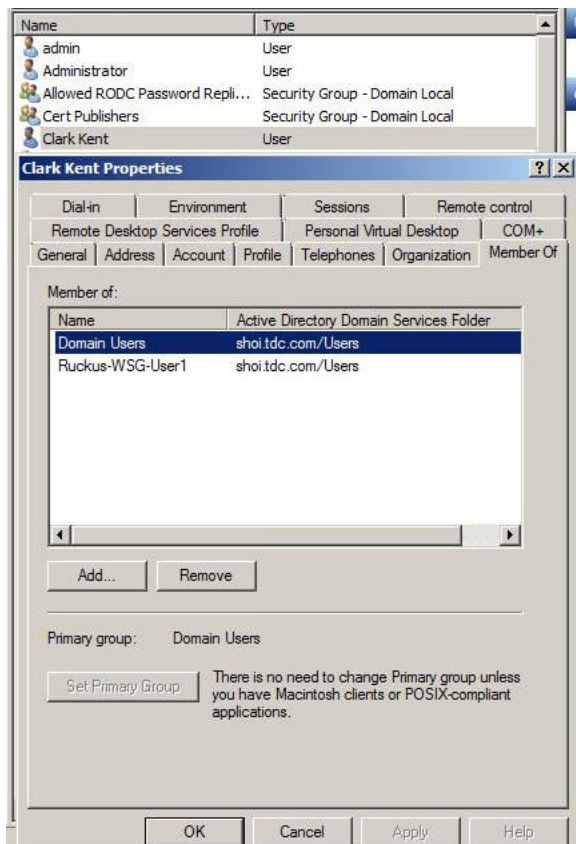 Name Type
admin User
Administrator User
Allowed RODC Password Repli... Security Group - Domain Local
Cert Publishers Security Group - Domain Local
Clark Kent User
Clark Kent Properties
Dial-in Environment Sessions Remote control
Remote Desktop Services Profile Personal Virtual Desktop COM+
General Address Account Profile Telephones Organization Member Of
Member of:
Name Active Directory Domain Services Folder
Domain Users shoi.tdc.com/Users
Ruckus-WSG-User1 shoi.tdc.com/Users
Add... Remove
Primary group: Domain Users
Set Primary Group There is no need to change Primary group unless
you have Macintosh clients or POSIX-compliant
applications.
OK Cancel Apply Help